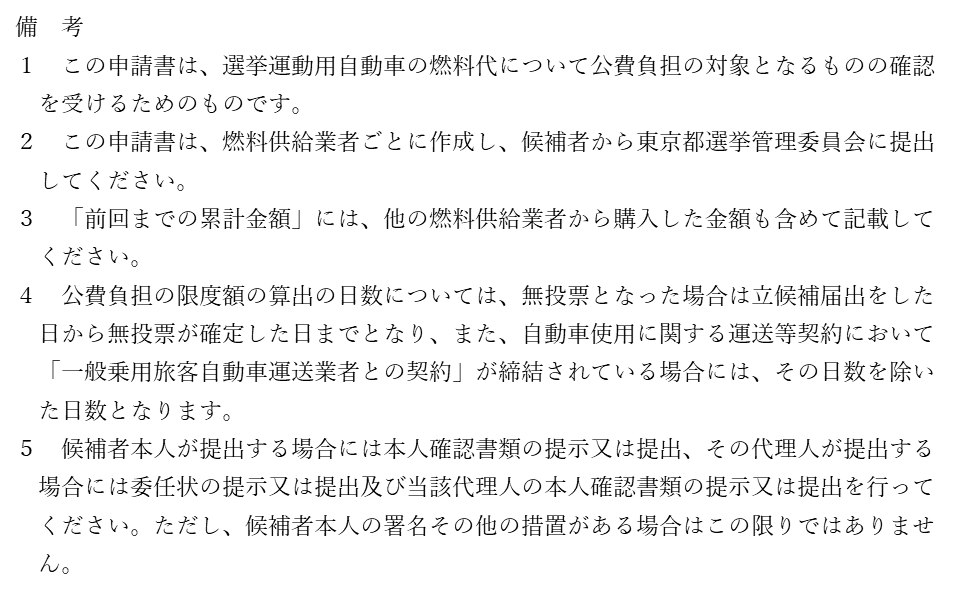 備　考
１　この申請書は、選挙運動用自動車の燃料代について公費負担の対象となるものの確認
を受けるためのものです。
２　この申請書は、燃料供給業者ごとに作成し、候補者から東京都選挙管理委員会に提出
してください。
３　「前回までの累計金額」には、他の燃料供給業者から購入した金額も含めて記載して
ください。
４　公費負担の限度額の算出の日数については、無投票となった場合は立候補届出をした
日から無投票が確定した日までとなり、また、自動車使用に関する運送等契約において
「一般乗用旅客自動車運送業者との契約」が締結されている場合には、その日数を除い
た日数となります。
５　候補者本人が提出する場合には本人確認書類の提示又は提出、その代理人が提出する
場合には委任状の提示又は提出及び当該代理人の本人確認書類の提示又は提出を行って
ください。ただし、候補者本人の署名その他の措置がある場合はこの限りではありませ
ん。